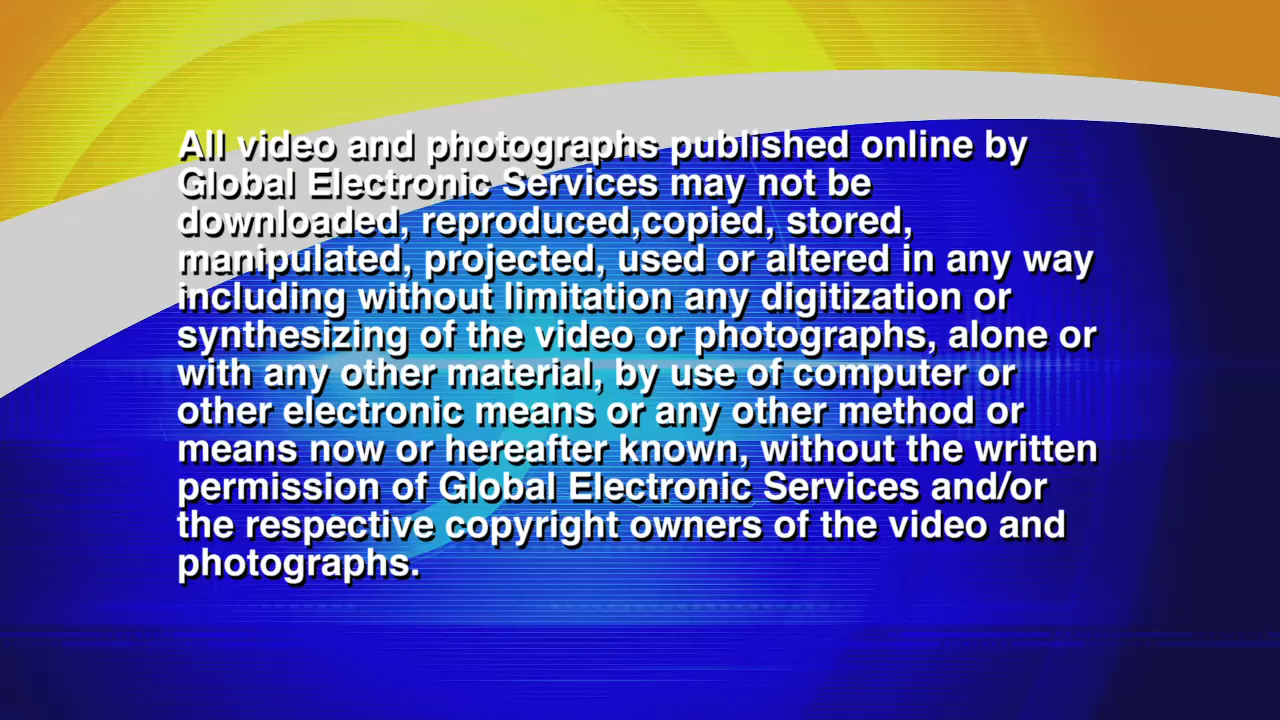 All video and photographs published online by
Global Electronic Services may not be
downloaded, reproduced,copied, stored,
manipulated, projected, used or altered in any way
including without limitation any digitization or
synthesizing of the video or photographs, alone or
with any other material, by use of computer or
other electronic means or any other method or
means now or hereafter known, without the written
permission of Global Electronic Services and/or
the respective copyright owners of the video and
photographs.